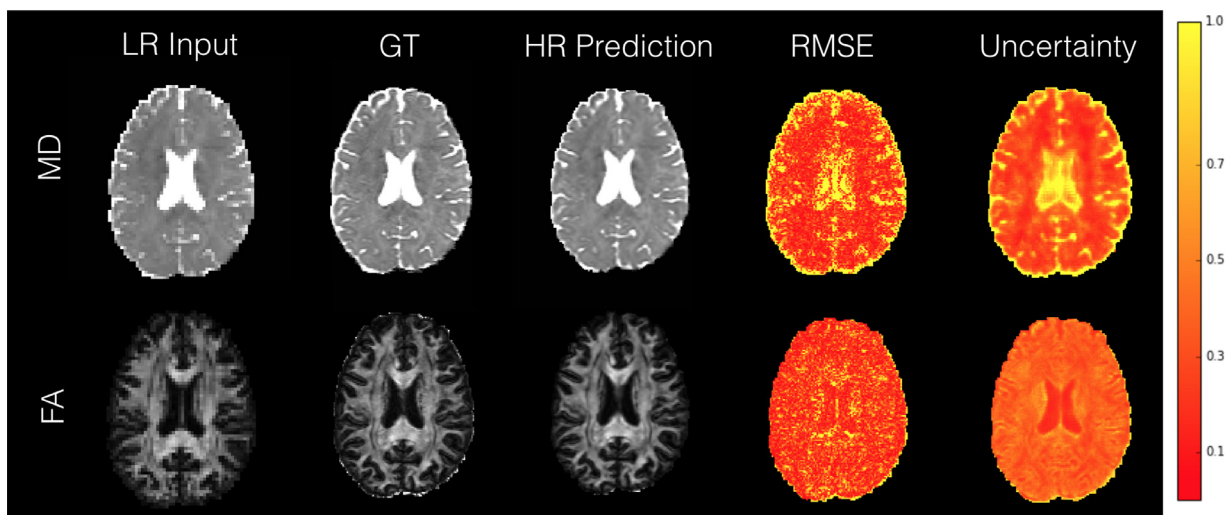 LR Input GT HR Prediction RMSE Uncertainty
MD
FA
1.0
0.7
0.5
0.3
0.1